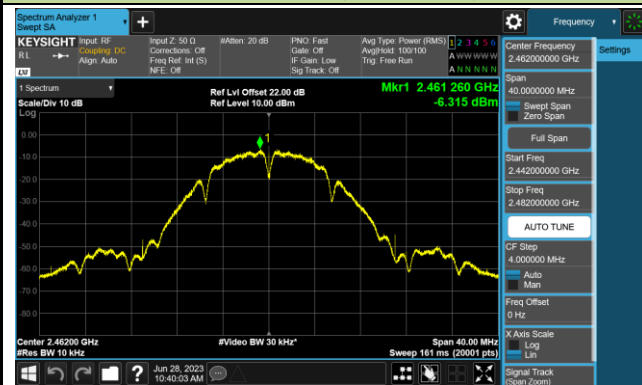 Spectrum Analyzer 1
Swept SA
Frequency
KEYSIGHT
Input: RF
Coupling: DC
Align: Auto
RL
LXI
Input Z: 50 Ω
Corrections: Off
Freq Ref: Int (S)
NFE: Off
#Atten: 20 dB
PNO: Fast
Gate: Off
IF Gain: Low
Sig Track: Off
Avg Type: Power (RMS)
Avg|Hold: 100/100
Trig: Free Run
1 2 3 4 5 6
A W W W W W
A N N N N N
1 Spectrum
Scale/Div 10 dB
Log
Ref Lvl Offset 22.00 dB
Ref Level 10.00 dBm
Mkr1 2.461 260 GHz
-6.315 dBm
1
0.00
-10.0
-20.0
-30.0
-40.0
-50.0
-60.0
-70.0
-80.0
Center 2.46200 GHz
#Res BW 10 kHz
#Video BW 30 kHz*
Span 40.00 MHz
Sweep 161 ms (20001 pts)
Jun 28, 2023
10:40:03 AM
?
Center Frequency
2.462000000 GHz
Settings
Span
40.0000000 MHz
Swept Span
Zero Span
Full Span
Start Freq
2.442000000 GHz
Stop Freq
2.482000000 GHz
AUTO TUNE
CF Step
4.000000 MHz
Auto
Man
Freq Offset
0 Hz
X Axis Scale
Log
Lin
Signal Track
(Span Zoom)